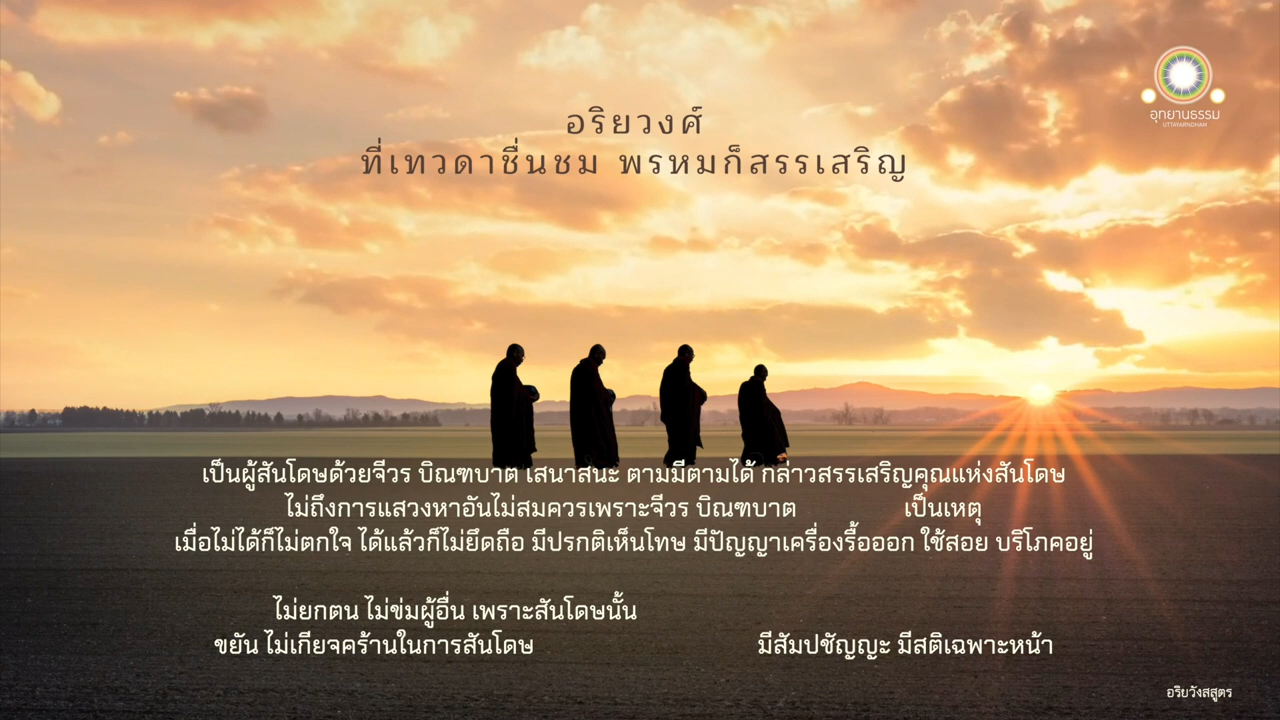 อุทยานธรรม
UTTAYARNDHAM
อริยวงศ์
ที่เทวดาชื่นชม พรหมก็สรรเสริญ
เป็นผู้สันโดษด้วยจีวร บิณฑบาต เสนาสนะ ตามมีตามได้ กล่าวสรรเสริญคุณแห่งสันโดษ
ไม่ถึงการแสวงหาอันไม่สมควรเพราะจีวร บิณฑบาต เป็นเหตุ
เมื่อไม่ได้ก็ไม่ตกใจ ได้แล้วก็ไม่ยึดถือ มีปรกติเห็นโทษ มีปัญญาเครื่องรื้อออก ใช้สอย บริโภคอยู่
ไม่ยกตน ไม่ข่มผู้อื่น เพราะสันโดษนั้น
ขยัน ไม่เกียจคร้านในการสันโดษ มีสัมปชัญญะ มีสติเฉพาะหน้า
อริยวังสสูตร